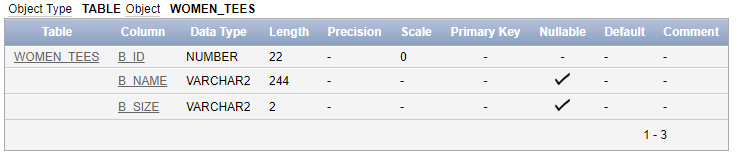 Object Type TABLE Object WOMEN_TEES
Table Column Data Type Length Precision Scale Primary Key Nullable Default Comment
WOMEN_TEES B_ID NUMBER 22 - 0 - - - -
B_NAME VARCHAR2 244 - - - - -
B_SIZE VARCHAR2 2 - - - - -
1 - 3